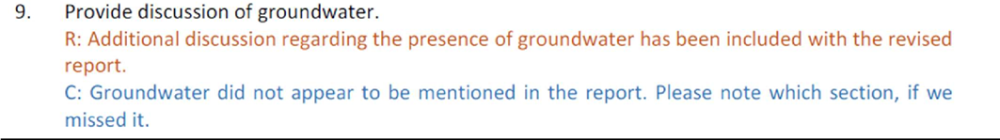 9. Provide discussion of groundwater.
R: Additional discussion regarding the presence of groundwater has been included with the revised
report.
C: Groundwater did not appear to be mentioned in the report. Please note which section, if we
missed it.